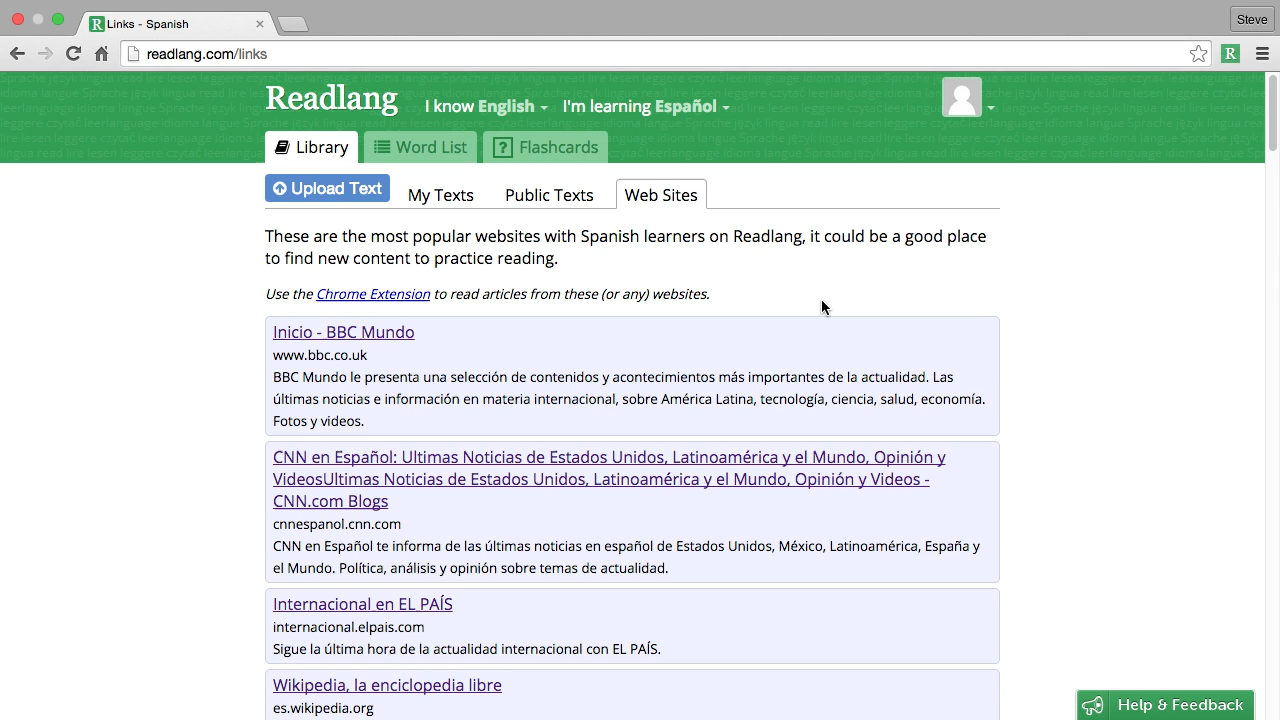 Links - Spanish
Steve
readlang.com/links
Readlang
I know English
I'm learning Español
Library
Word List
Flashcards
Upload Text
My Texts
Public Texts
Web Sites
These are the most popular websites with Spanish learners on Readlang, it could be a good place
to find new content to practice reading.
Use the Chrome Extension to read articles from these (or any) websites.
Inicio - BBC Mundo
www.bbc.co.uk
BBC Mundo le presenta una selección de contenidos y acontecimientos más importantes de la actualidad. Las
últimas noticias e información en materia internacional, sobre América Latina, tecnología, ciencia, salud, economía.
Fotos y videos.
CNN en Español: Ultimas Noticias de Estados Unidos, Latinoamérica y el Mundo, Opinión y
VideosUltimas Noticias de Estados Unidos, Latinoamérica y el Mundo, Opinión y Videos -
CNN.com Blogs
cnnespanol.cnn.com
CNN en Español te informa de las últimas noticias en español de Estados Unidos, México, Latinoamérica, España y
el Mundo. Política, análisis y opinión sobre temas de actualidad.
Internacional en EL PAÍS
internacional.elpais.com
Sigue la última hora de la actualidad internacional con EL PAÍS.
Wikipedia, la enciclopedia libre
es.wikipedia.org
Help & Feedback